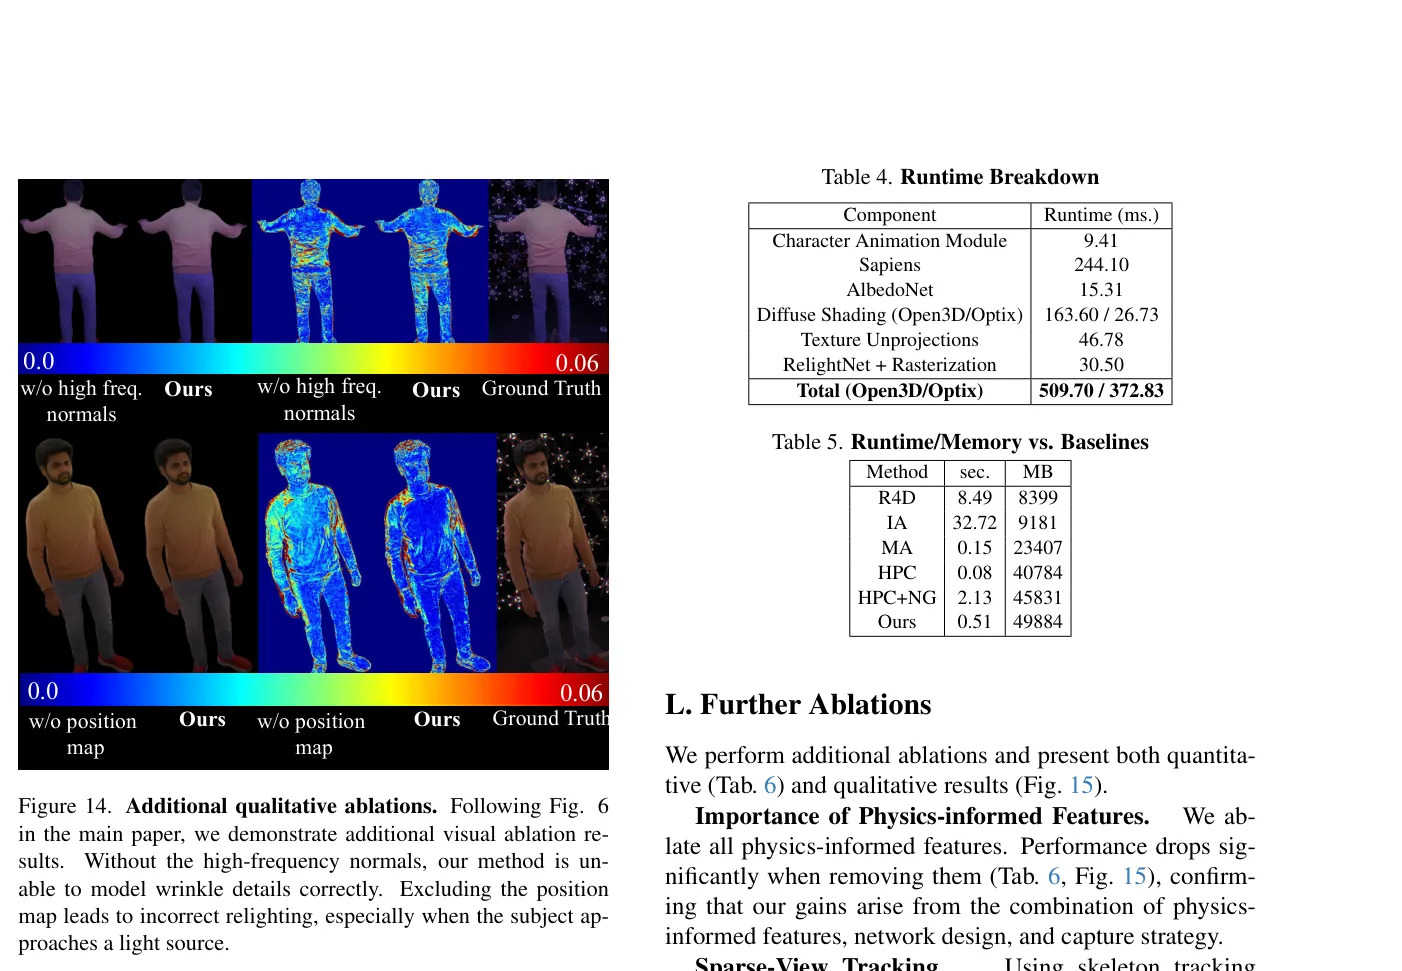 0.0 0.06
w/o high freq. normals Ours w/o high freq. normals Ours Ground Truth
0.0 0.06
w/o position map Ours w/o position map Ours Ground Truth
Figure 14. Additional qualitative ablations. Following Fig. 6
in the main paper, we demonstrate additional visual ablation re-
sults. Without the high-frequency normals, our method is un-
able to model wrinkle details correctly. Excluding the position
map leads to incorrect relighting, especially when the subject ap-
proaches a light source.
Table 4. Runtime Breakdown
Component Runtime (ms.)
Character Animation Module 9.41
Sapiens 244.10
AlbedoNet 15.31
Diffuse Shading (Open3D/Optix) 163.60 / 26.73
Texture Unprojections 46.78
RelightNet + Rasterization 30.50
Total (Open3D/Optix) 509.70 / 372.83
Table 5. Runtime/Memory vs. Baselines
Method sec. MB
R4D 8.49 8399
IA 32.72 9181
MA 0.15 23407
HPC 0.08 40784
HPC+NG 2.13 45831
Ours 0.51 49884
L. Further Ablations
We perform additional ablations and present both quantita-
tive (Tab. 6) and qualitative results (Fig. 15).
Importance of Physics-informed Features. We ab-
late all physics-informed features. Performance drops sig-
nificantly when removing them (Tab. 6, Fig. 15), confirm-
ing that our gains arise from the combination of physics-
informed features, network design, and capture strategy.
Sparse-View Tracking. Using skeleton tracking